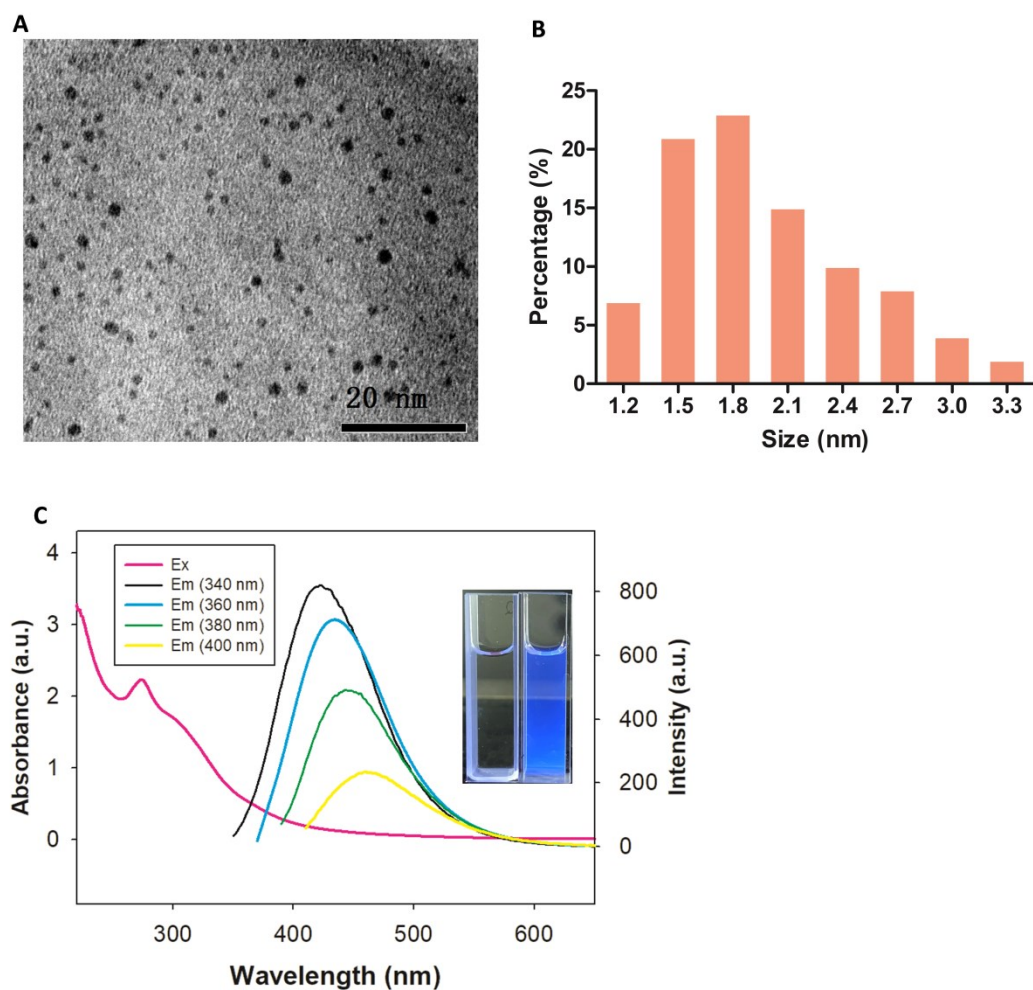 A
20 nm
B
Percentage (%)
25
20
15
10
5
0
1.2 1.5 1.8 2.1 2.4 2.7 3.0 3.3
Size (nm)
C
Absorbance (a.u.)
4
3
2
1
0
Ex
Em (340 nm)
Em (360 nm)
Em (380 nm)
Em (400 nm)
800
600
400
200
0
Intensity (a.u.)
300 400 500 600
Wavelength (nm)